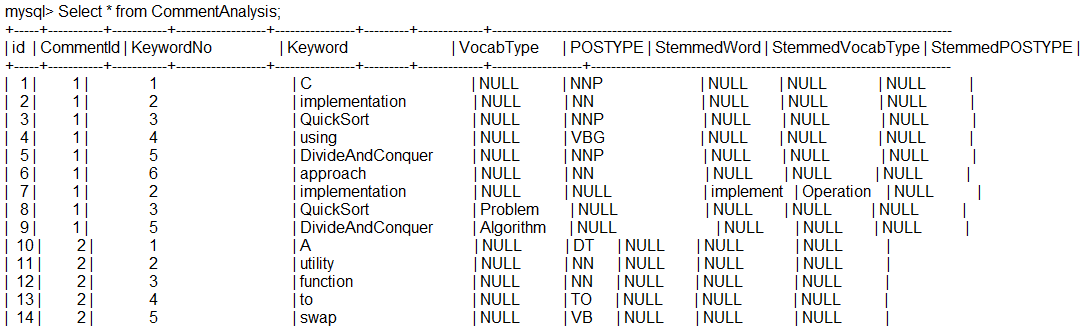 mysql> Select * from CommentAnalysis;
+-----+-----------+-----------+-----------------+----------------+---------+-----------+-------------+---------------------------------------------------------------------------------------
| id | CommentId | KeywordNo | Keyword | VocabType | POSTYPE | StemmedWord | StemmedVocabType | StemmedPOSTYPE |
+-----+-----------+-----------+-----------------+----------------+---------+-----------+-----------------+------------------------------------------------------------------
| 1 | 1 | 1 | C | NULL | NNP | NULL | NULL | NULL |
| 2 | 1 | 2 | implementation | NULL | NN | NULL | NULL | NULL |
| 3 | 1 | 3 | QuickSort | NULL | NNP | NULL | NULL | NULL |
| 4 | 1 | 4 | using | NULL | VBG | NULL | NULL | NULL |
| 5 | 1 | 5 | DivideAndConquer | NULL | NNP | NULL | NULL | NULL |
| 6 | 1 | 6 | approach | NULL | NN | NULL | NULL | NULL |
| 7 | 1 | 2 | implementation | NULL | NULL | implement | Operation | NULL |
| 8 | 1 | 3 | QuickSort | Problem | NULL | NULL | NULL | NULL |
| 9 | 1 | 5 | DivideAndConquer | Algorithm | NULL | NULL | NULL | NULL |
| 10 | 2 | 1 | A | NULL | DT | NULL | NULL | NULL |
| 11 | 2 | 2 | utility | NULL | NN | NULL | NULL | NULL |
| 12 | 2 | 3 | function | NULL | NN | NULL | NULL | NULL |
| 13 | 2 | 4 | to | NULL | TO | NULL | NULL | NULL |
| 14 | 2 | 5 | swap | NULL | VB | NULL | NULL | NULL |